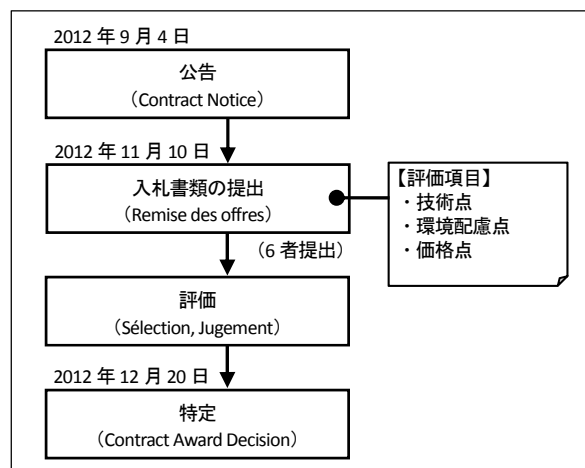 2012 年 9 月 4 日
公告
（Contract Notice）
2012 年 11 月 10 日
入札書類の提出
（Remise des offres）
【評価項目】
・技術点
・環境配慮点
・価格点
（6 者提出）
評価
（Sélection, Jugement）
2012 年 12 月 20 日
特定
（Contract Award Decision）